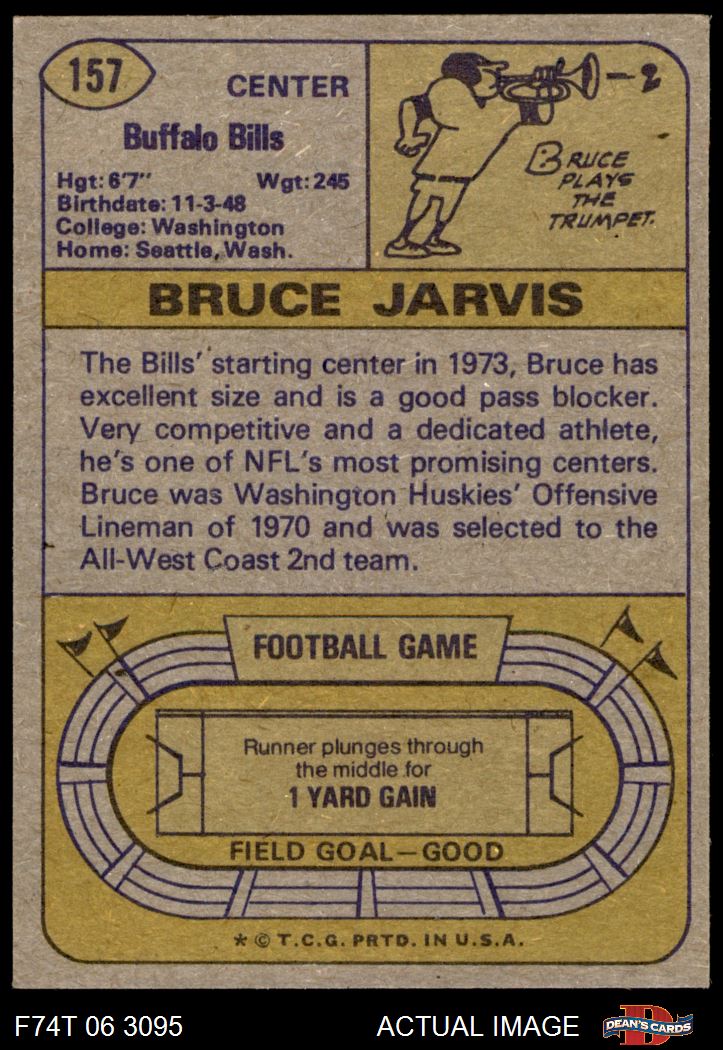 157
CENTER
Buffalo Bills
Hgt: 6'7" Wgt: 245
Birthdate: 11-3-48
College: Washington
Home: Seattle, Wash.
BRUCE
PLAYS
THE
TRUMPET.
BRUCE JARVIS
The Bills' starting center in 1973, Bruce has
excellent size and is a good pass blocker.
Very competitive and a dedicated athlete,
he's one of NFL's most promising centers.
Bruce was Washington Huskies' Offensive
Lineman of 1970 and was selected to the
All-West Coast 2nd team.
FOOTBALL GAME
Runner plunges through
the middle for
1 YARD GAIN
FIELD GOAL—GOOD
* © T.C.G. PRTD. IN U.S.A.
F74T 06 3095 ACTUAL IMAGE
D
DEAN'S CARDS